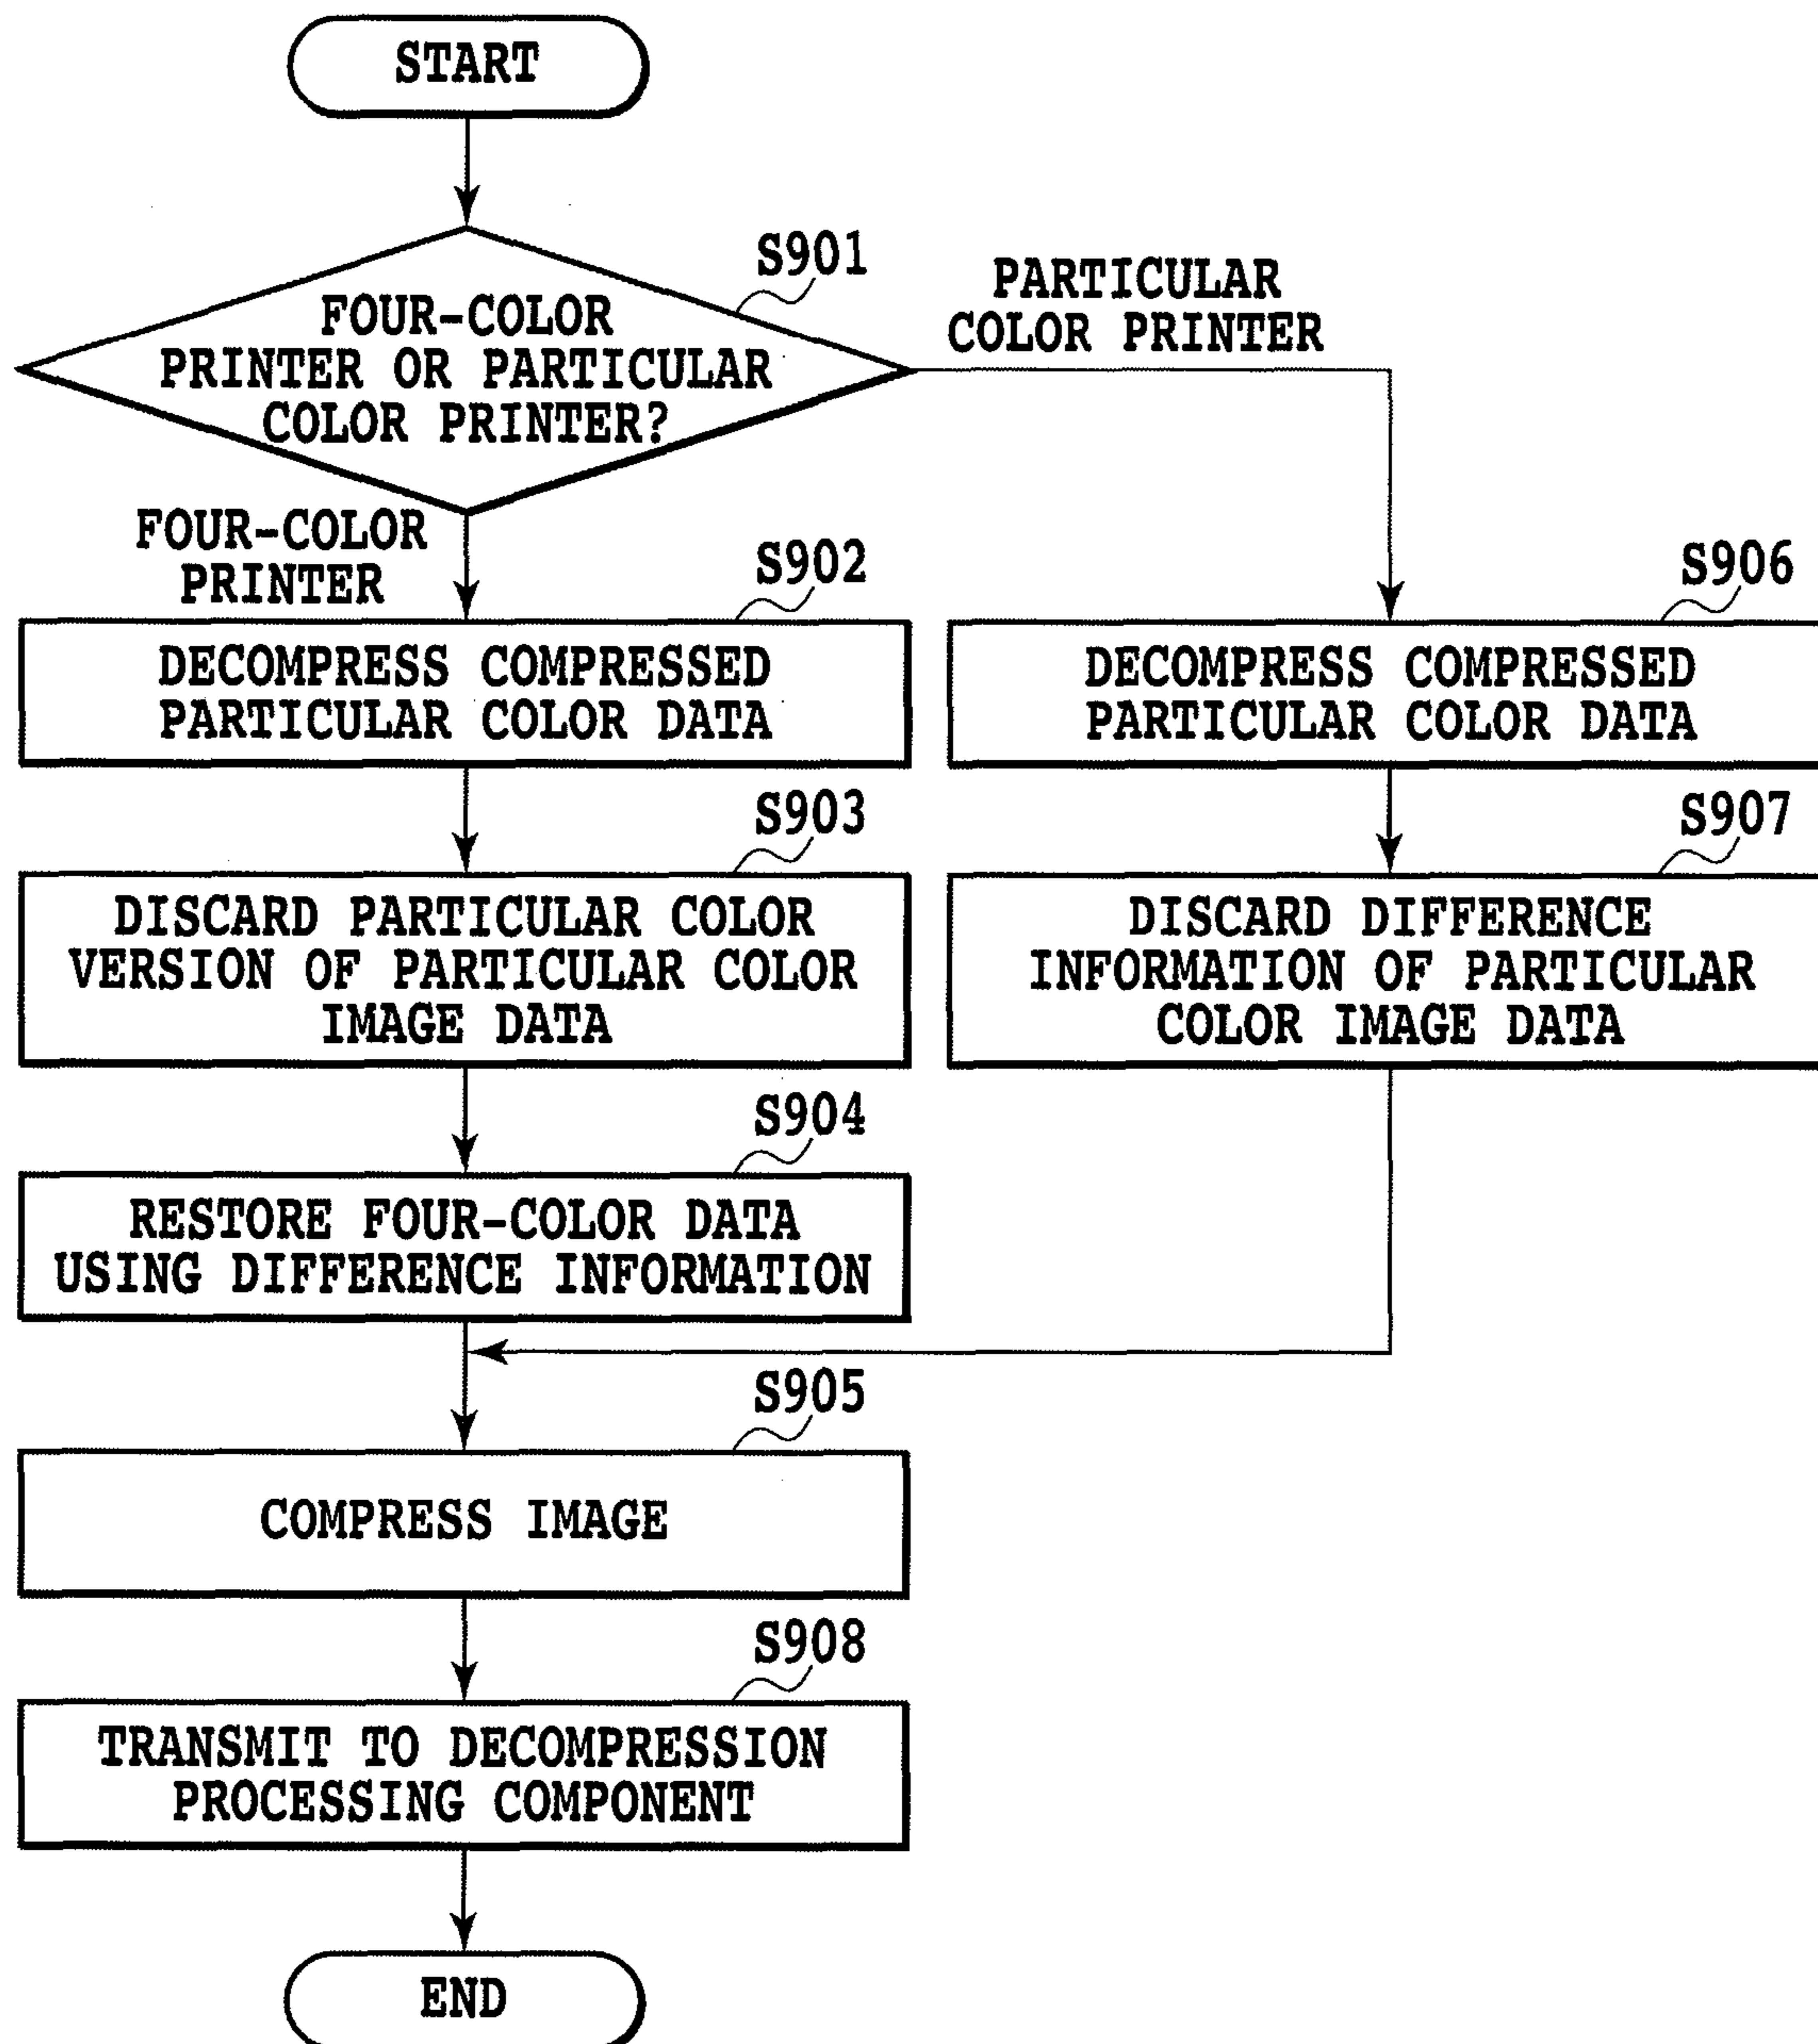 START
S901
FOUR-COLOR
PRINTER OR PARTICULAR
COLOR PRINTER?
PARTICULAR
COLOR PRINTER
FOUR-COLOR
PRINTER
S902
DECOMPRESS COMPRESSED
PARTICULAR COLOR DATA
S906
DECOMPRESS COMPRESSED
PARTICULAR COLOR DATA
S903
DISCARD PARTICULAR COLOR
VERSION OF PARTICULAR COLOR
IMAGE DATA
S907
DISCARD DIFFERENCE
INFORMATION OF PARTICULAR
COLOR IMAGE DATA
S904
RESTORE FOUR-COLOR DATA
USING DIFFERENCE INFORMATION
S905
COMPRESS IMAGE
S908
TRANSMIT TO DECOMPRESSION
PROCESSING COMPONENT
END